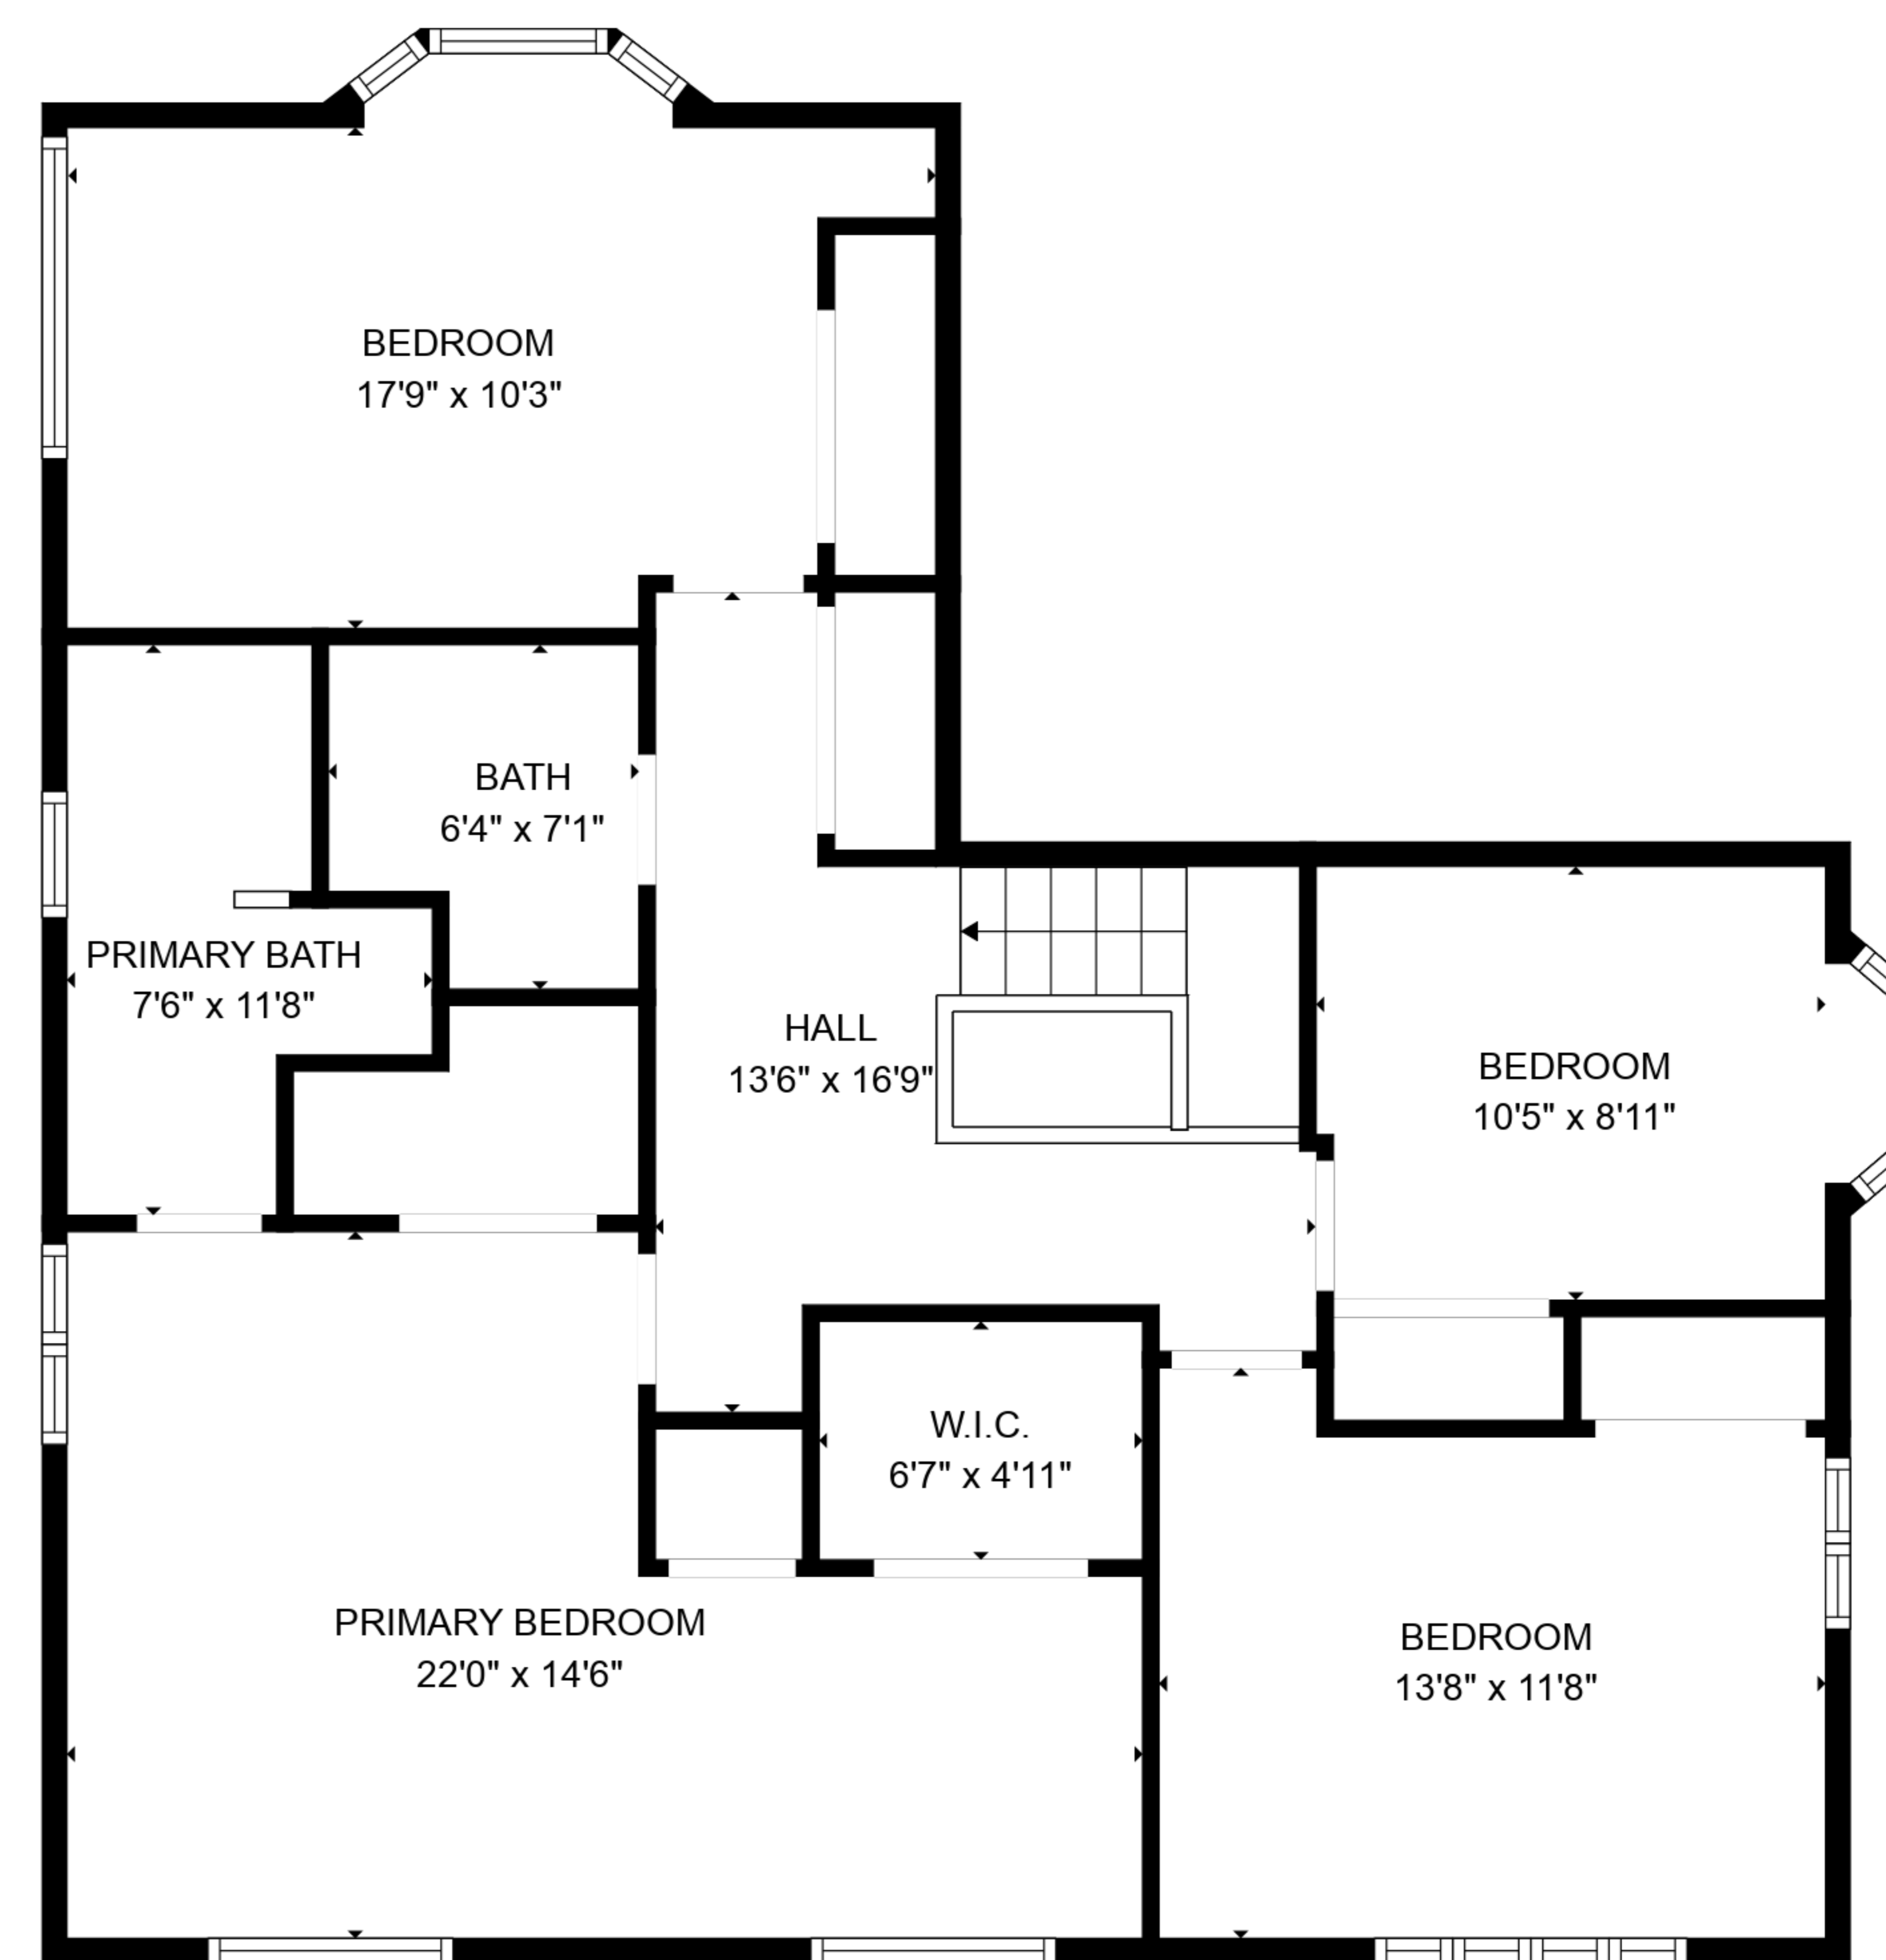 BEDROOM
17'9" x 10'3"
BATH
6'4" x 7'1"
PRIMARY BATH
7'6" x 11'8"
HALL
13'6" x 16'9"
BEDROOM
10'5" x 8'11"
W.I.C.
6'7" x 4'11"
PRIMARY BEDROOM
22'0" x 14'6"
BEDROOM
13'8" x 11'8"